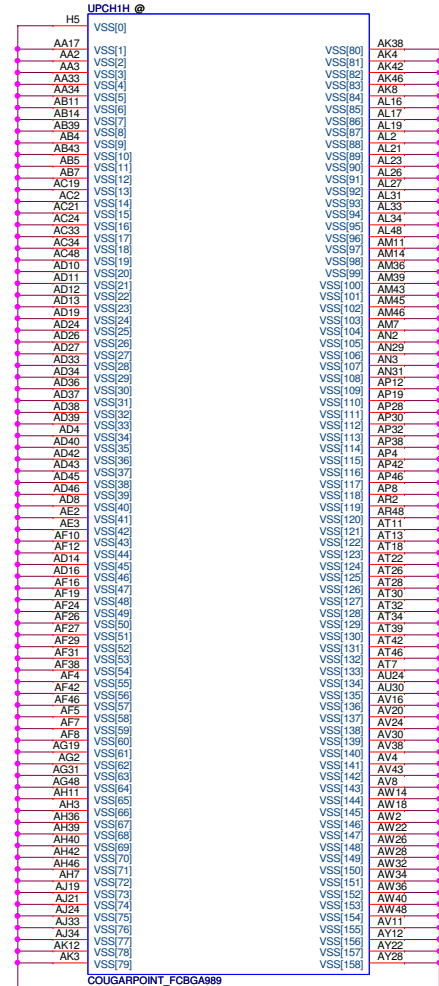 UPCH1H @
H5 VSS[0]
AA17 VSS[1] VSS[80] AK38
AA2 VSS[2] VSS[81] AK4
AA3 VSS[3] VSS[82] AK42
AA33 VSS[4] VSS[83] AK46
AA34 VSS[5] VSS[84] AK8
AB11 VSS[6] VSS[85] AL16
AB14 VSS[7] VSS[86] AL17
AB39 VSS[8] VSS[87] AL19
AB4 VSS[9] VSS[88] AL2
AB43 VSS[10] VSS[89] AL21
AB5 VSS[11] VSS[90] AL23
AB7 VSS[12] VSS[91] AL26
AC19 VSS[13] VSS[92] AL27
AC2 VSS[14] VSS[93] AL31
AC21 VSS[15] VSS[94] AL33
AC24 VSS[16] VSS[95] AL34
AC33 VSS[17] VSS[96] AL48
AC34 VSS[18] VSS[97] AM11
AC48 VSS[19] VSS[98] AM14
AD10 VSS[20] VSS[99] AM36
AD11 VSS[21] VSS[100] AM39
AD12 VSS[22] VSS[101] AM43
AD13 VSS[23] VSS[102] AM45
AD19 VSS[24] VSS[103] AM46
AD24 VSS[25] VSS[104] AM7
AD26 VSS[26] VSS[105] AN2
AD27 VSS[27] VSS[106] AN29
AD33 VSS[28] VSS[107] AN3
AD34 VSS[29] VSS[108] AN31
AD36 VSS[30] VSS[109] AP12
AD37 VSS[31] VSS[110] AP19
AD38 VSS[32] VSS[111] AP28
AD39 VSS[33] VSS[112] AP30
AD4 VSS[34] VSS[113] AP32
AD40 VSS[35] VSS[114] AP38
AD42 VSS[36] VSS[115] AP4
AD43 VSS[37] VSS[116] AP42
AD45 VSS[38] VSS[117] AP46
AD46 VSS[39] VSS[118] AP8
AD8 VSS[40] VSS[119] AR2
AE2 VSS[41] VSS[120] AR48
AE3 VSS[42] VSS[121] AT11
AF10 VSS[43] VSS[122] AT13
AF12 VSS[44] VSS[123] AT18
AD14 VSS[45] VSS[124] AT22
AD16 VSS[46] VSS[125] AT26
AF16 VSS[47] VSS[126] AT28
AF19 VSS[48] VSS[127] AT30
AF24 VSS[49] VSS[128] AT32
AF26 VSS[50] VSS[129] AT34
AF27 VSS[51] VSS[130] AT39
AF29 VSS[52] VSS[131] AT42
AF31 VSS[53] VSS[132] AT46
AF38 VSS[54] VSS[133] AT7
AF4 VSS[55] VSS[134] AU24
AF42 VSS[56] VSS[135] AU30
AF46 VSS[57] VSS[136] AV16
AF5 VSS[58] VSS[137] AV20
AF7 VSS[59] VSS[138] AV24
AF8 VSS[60] VSS[139] AV30
AG19 VSS[61] VSS[140] AV38
AG2 VSS[62] VSS[141] AV4
AG31 VSS[63] VSS[142] AV43
AG48 VSS[64] VSS[143] AV8
AH11 VSS[65] VSS[144] AW14
AH3 VSS[66] VSS[145] AW18
AH36 VSS[67] VSS[146] AW2
AH39 VSS[68] VSS[147] AW22
AH40 VSS[69] VSS[148] AW26
AH42 VSS[70] VSS[149] AW28
AH46 VSS[71] VSS[150] AW32
AH7 VSS[72] VSS[151] AW34
AJ19 VSS[73] VSS[152] AW36
AJ21 VSS[74] VSS[153] AW40
AJ24 VSS[75] VSS[154] AW48
AJ33 VSS[76] VSS[155] AV11
AJ34 VSS[77] VSS[156] AY12
AK12 VSS[78] VSS[157] AY22
AK3 VSS[79] VSS[158] AY28
COUGARPOINT_FCBGA989